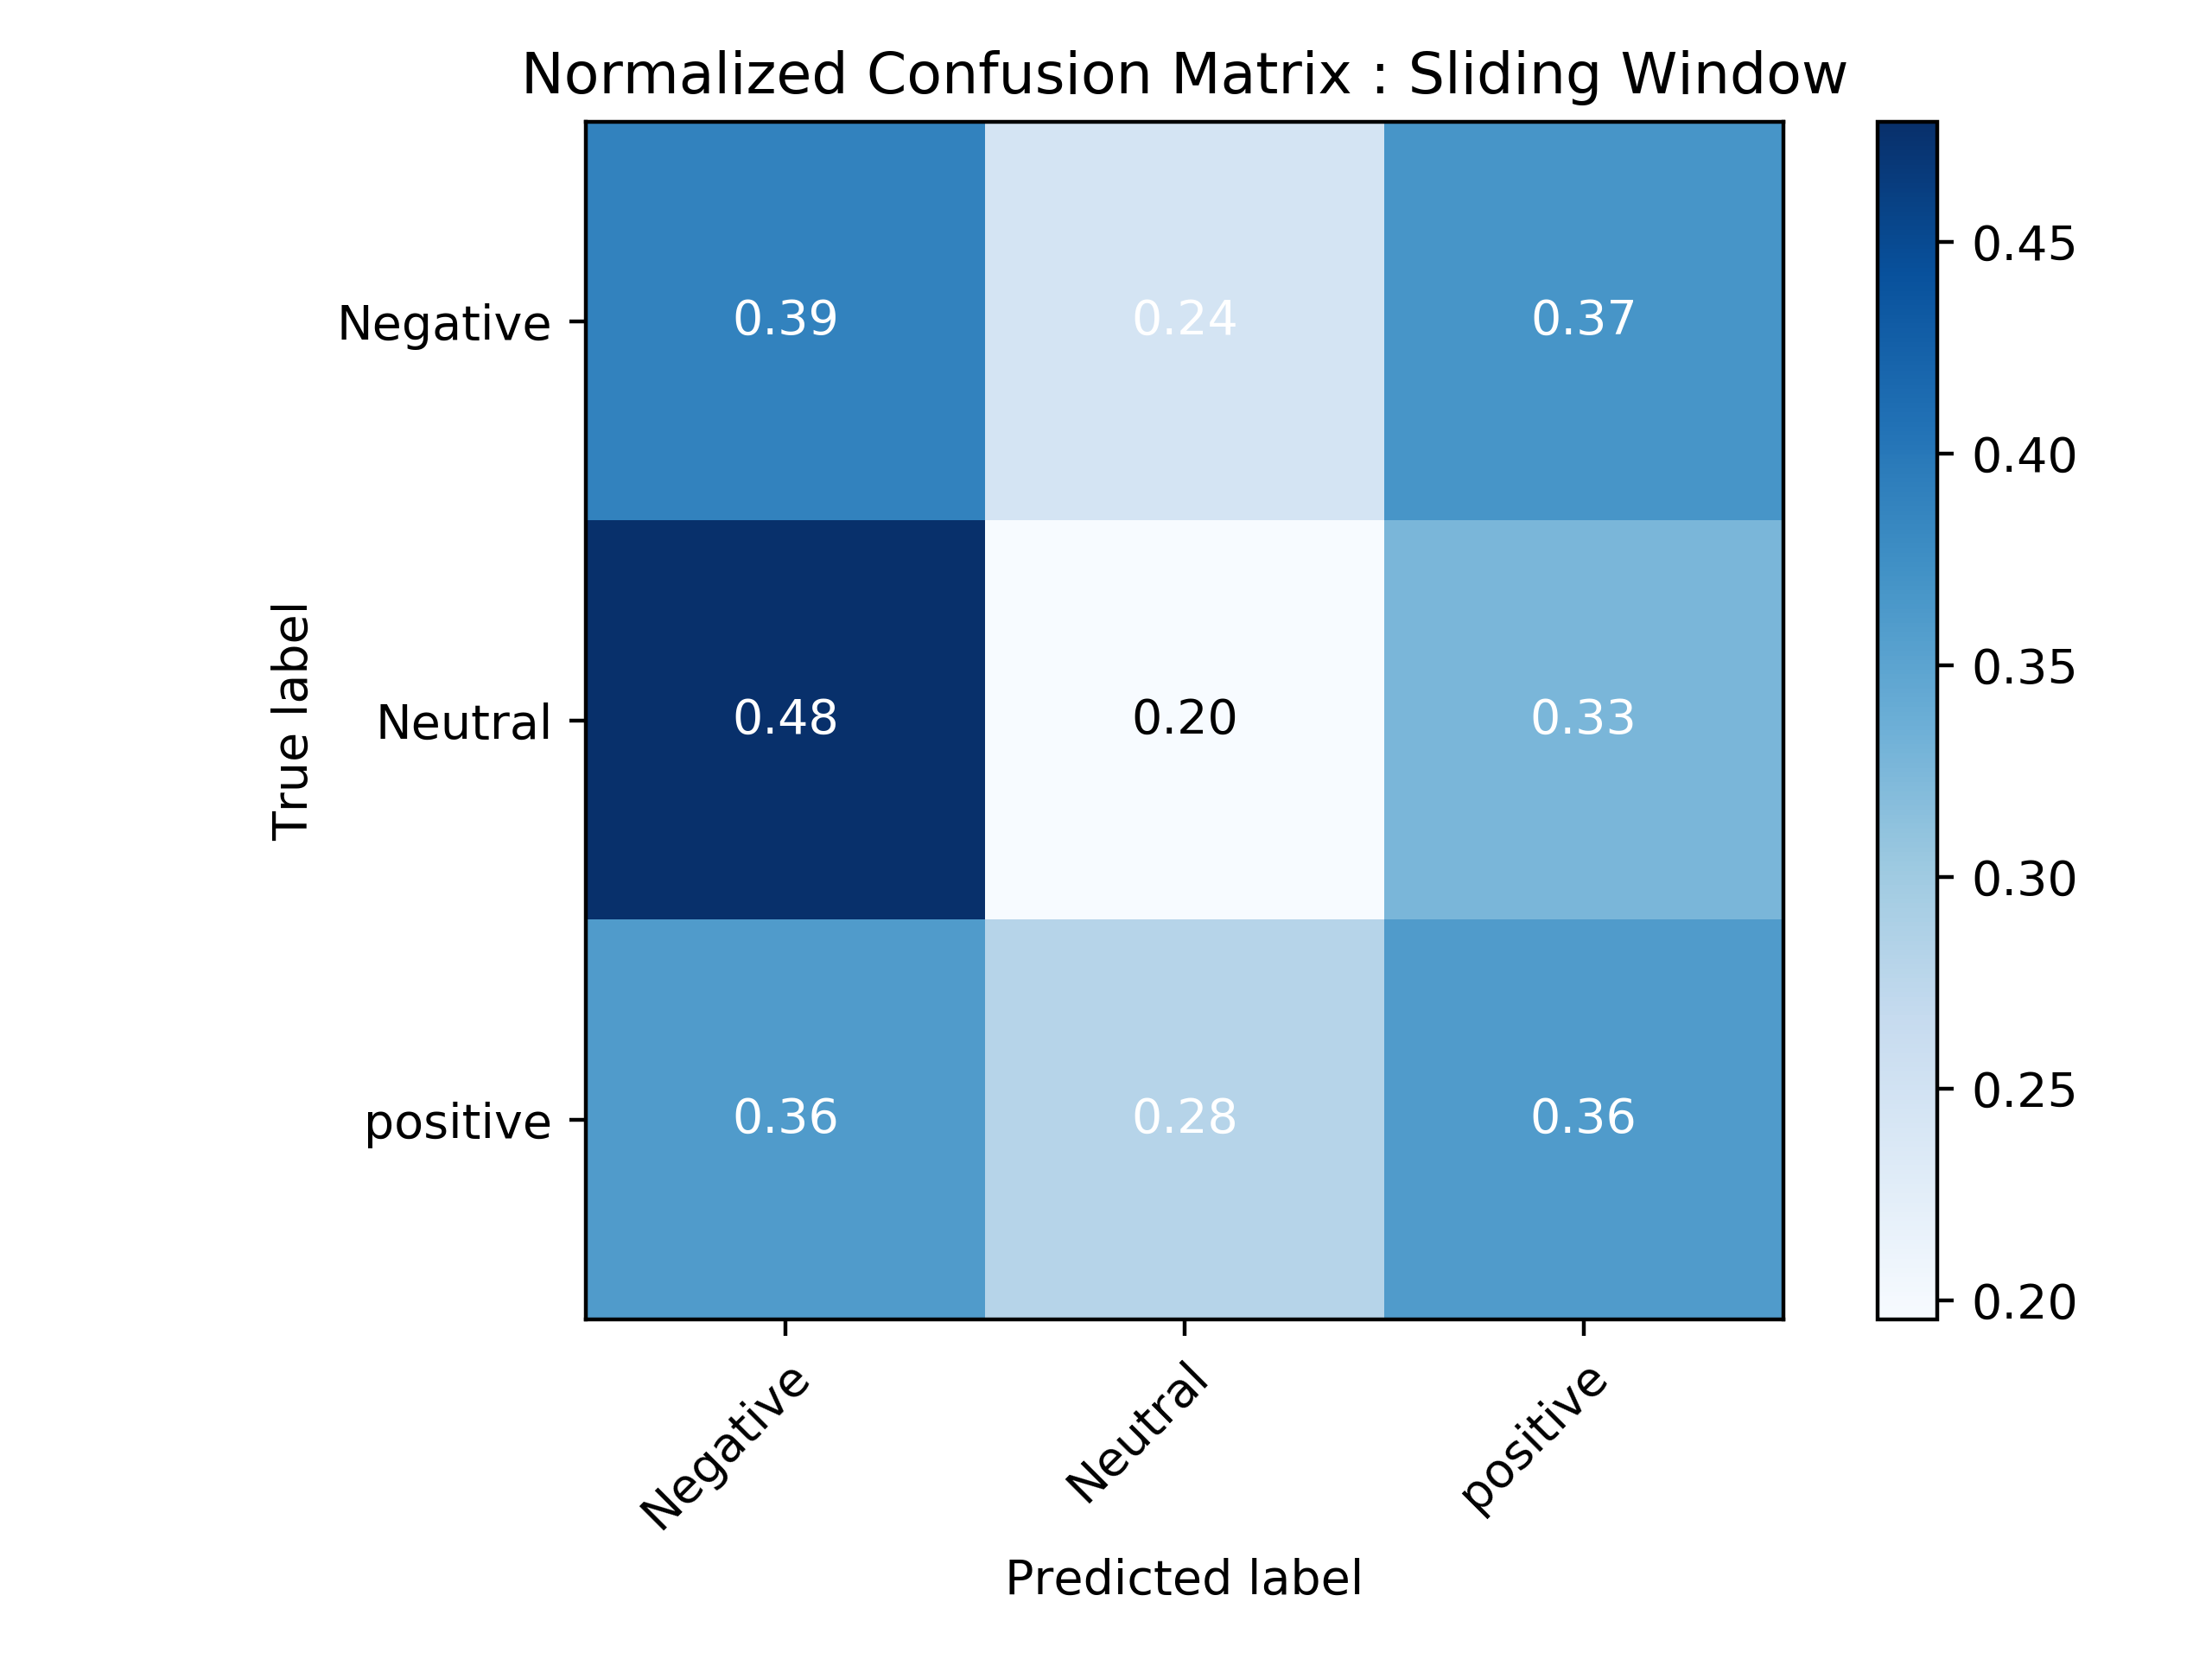 Normalized Confusion Matrix : Sliding Window
Negative
0.39
0.24
0.37
Neutral
0.48
0.20
0.33
positive
0.36
0.28
0.36
True label
Negative
Neutral
positive
Predicted label
0.45
0.40
0.35
0.30
0.25
0.20